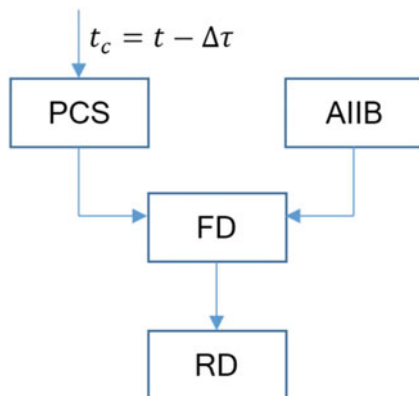 t_c = t − Δτ
PCS
AIIB
FD
RD